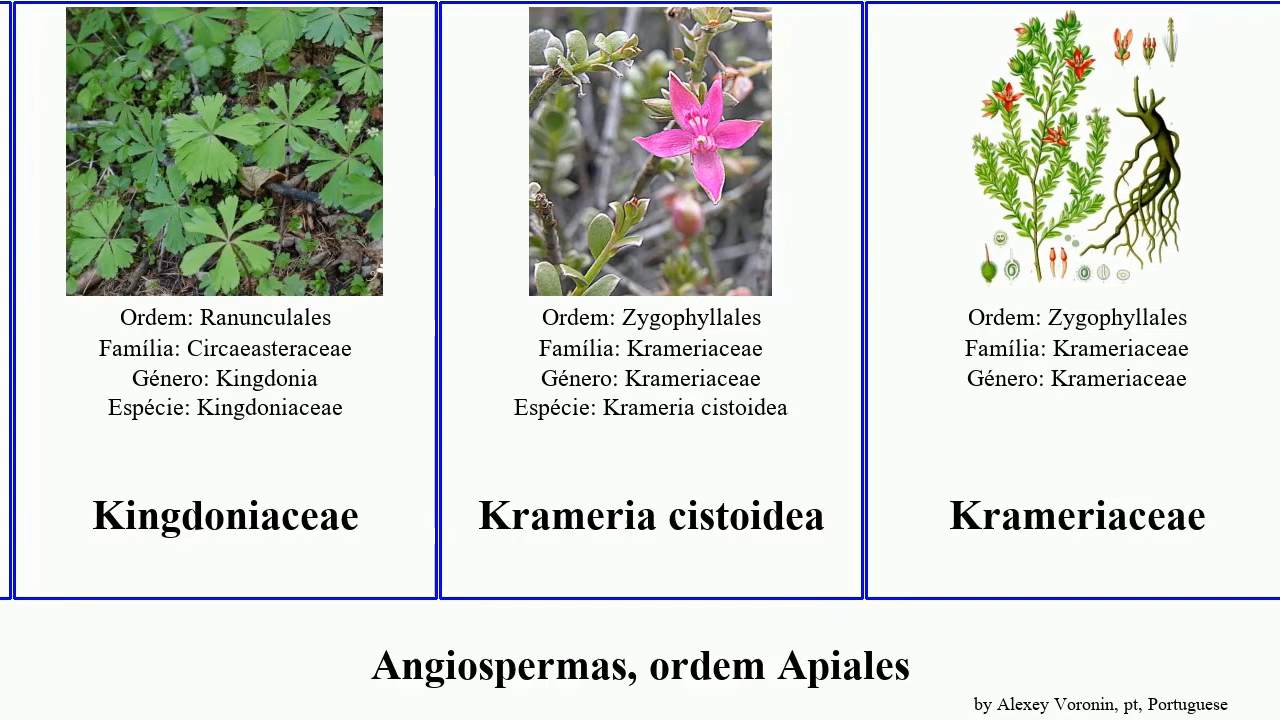 Ordem: Ranunculales
Família: Circaeasteraceae
Género: Kingdonia
Espécie: Kingdoniaceae
Kingdoniaceae
Ordem: Zygophyllales
Família: Krameriaceae
Género: Krameriaceae
Espécie: Krameria cistoidea
Krameria cistoidea
Ordem: Zygophyllales
Família: Krameriaceae
Género: Krameriaceae
Krameriaceae
Angiospermas, ordem Apiales
by Alexey Voronin, pt, Portuguese